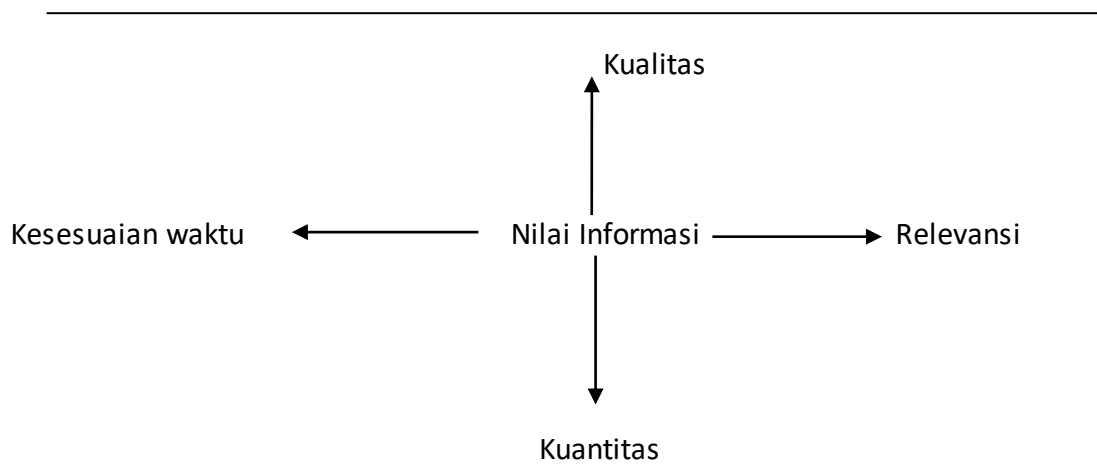 Kualitas
Kesesuaian waktu
Nilai Informasi
Relevansi
Kuantitas